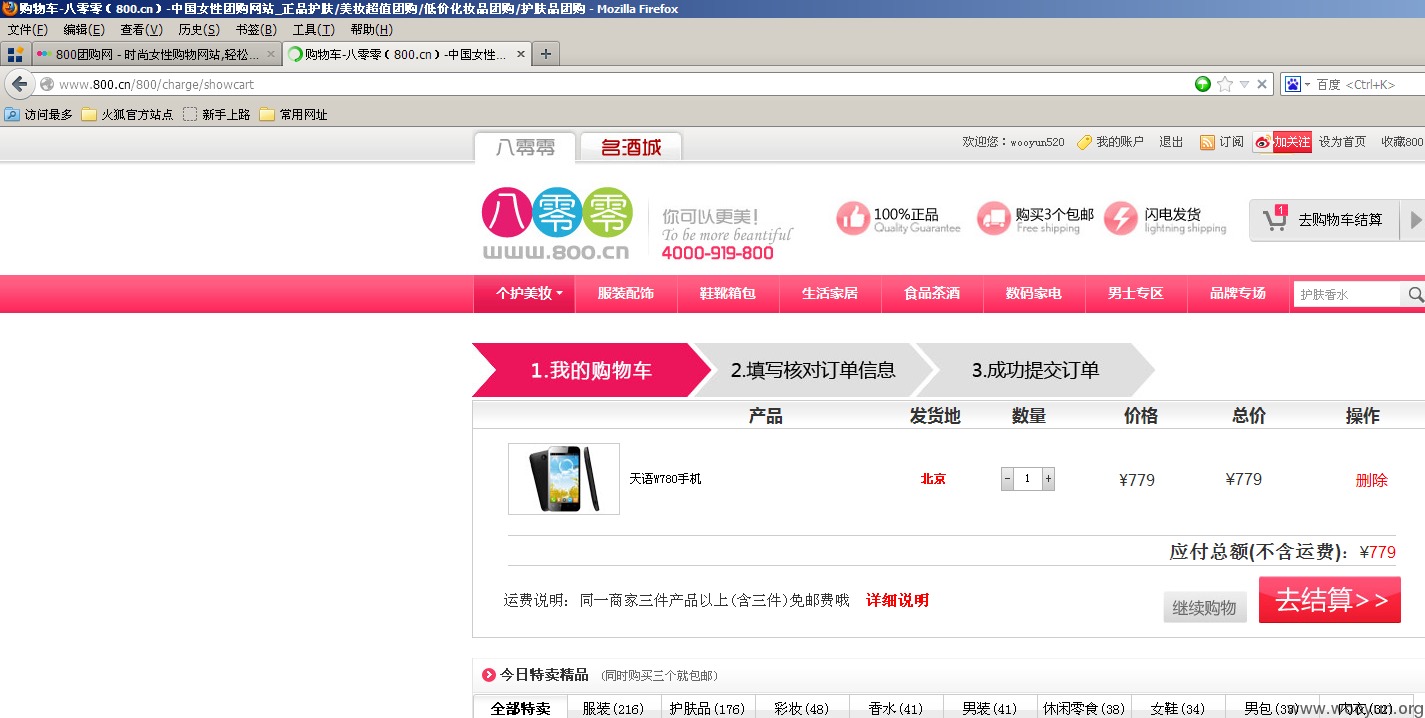 购物车-八零零（800.cn）-中国女性团购网站_正品护肤/美妆超值团购/低价化妆品团购/护肤品团购 - Mozilla Firefox
文件(F) 编辑(E) 查看(V) 历史(S) 书签(B) 工具(T) 帮助(H)
800团购网 - 时尚女性购物网站,轻松... × 购物车-八零零（800.cn）-中国女性... × +
www.800.cn/800/charge/showcart 百度 <Ctrl+K>
访问最多 火狐官方站点 新手上路 常用网址
八零零 名酒城 欢迎您：wooyun520 我的账户 退出 订阅 加关注 设为首页 收藏800
八零零
www.800.cn
你可以更美!
To be more beautiful
4000-919-800
100%正品
Quality Guarantee
购买3个包邮
Free shipping
闪电发货
lightning shipping
1 去购物车结算
个护美妆 服装配饰 鞋靴箱包 生活家居 食品茶酒 数码家电 男士专区 品牌专场 护肤香水
1.我的购物车 2.填写核对订单信息 3.成功提交订单
产品 发货地 数量 价格 总价 操作
天语W780手机 北京 - 1 + ¥779 ¥779 删除
应付总额(不含运费)：¥779
运费说明：同一商家三件产品以上(含三件)免邮费哦 详细说明 继续购物 去结算>>
今日特卖精品 (同时购买三个就包邮)
全部特卖 服装(216) 护肤品(176) 彩妆(48) 香水(41) 男装(41) 休闲零食(38) 女鞋(34) 男包(33) 内衣(32)
www.wooyun.org